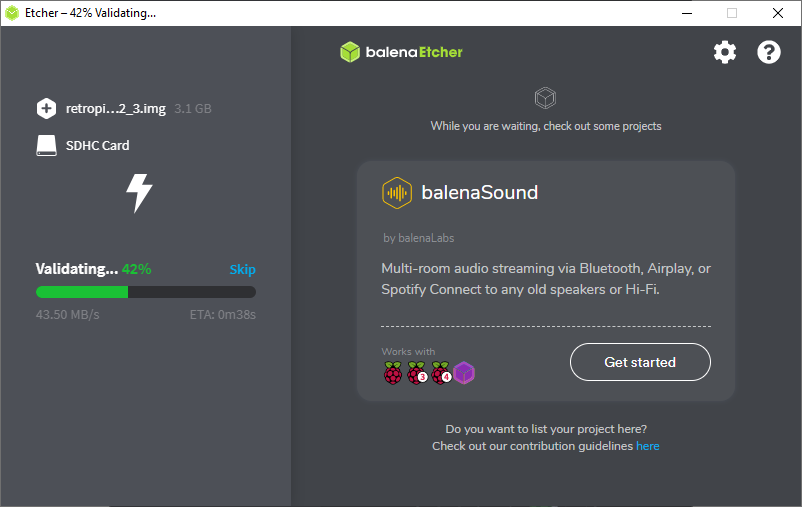 Etcher – 42% Validating...
retropi...2_3.img 3.1 GB
SDHC Card
Validating... 42% Skip
43.50 MB/s ETA: 0m38s
balenaEtcher
While you are waiting, check out some projects
balenaSound
by balenaLabs
Multi-room audio streaming via Bluetooth, Airplay, or
Spotify Connect to any old speakers or Hi-Fi.
Works with
3 4
Get started
Do you want to list your project here?
Check out our contribution guidelines here